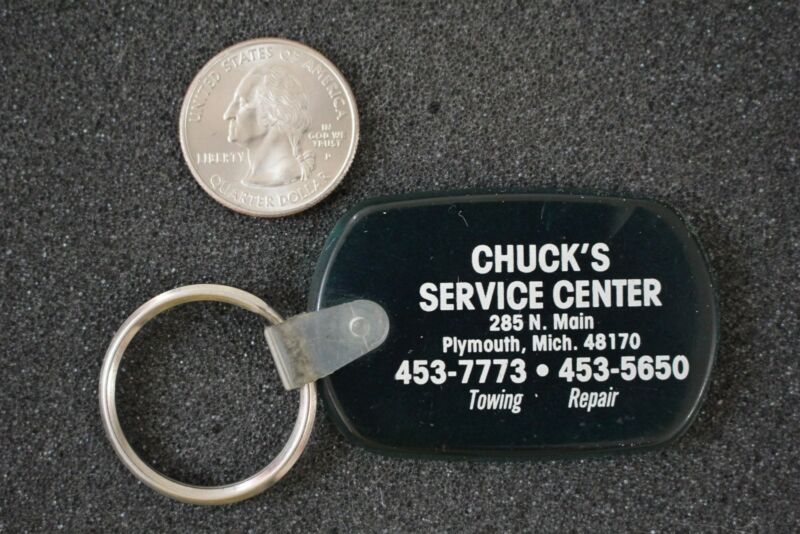 UNITED STATES OF AMERICA
LIBERTY
IN
GOD WE
TRUST
P
QUARTER DOLLAR
CHUCK'S
SERVICE CENTER
285 N. Main
Plymouth, Mich. 48170
453-7773 • 453-5650
Towing Repair